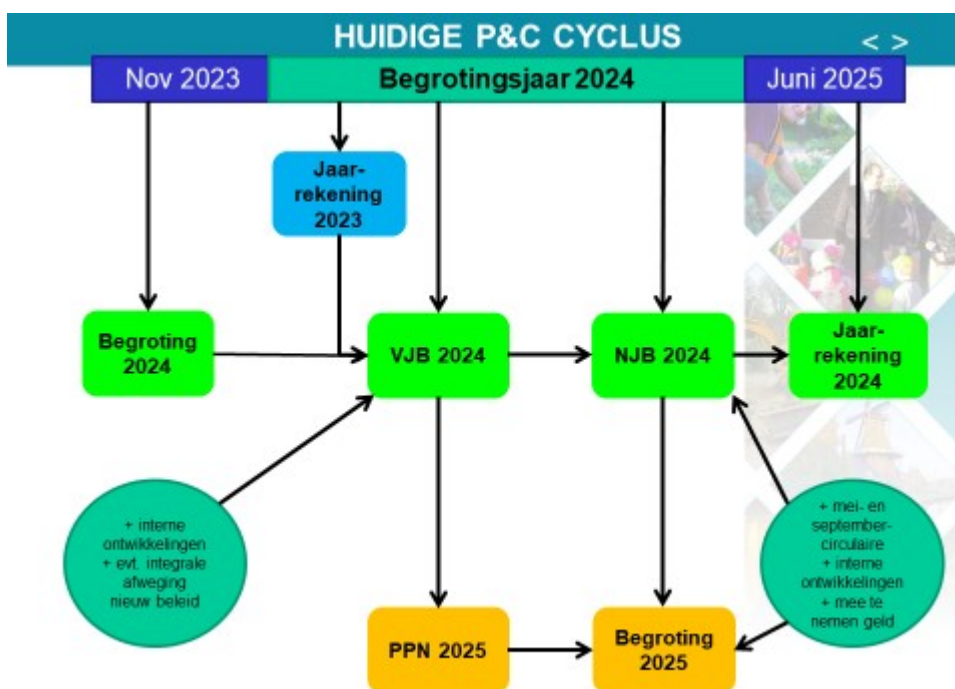 HUIDIGE P&C CYCLUS
< >
Nov 2023
Begrotingsjaar 2024
Juni 2025
Jaar-
rekening
2023
Begroting
2024
VJB 2024
NJB 2024
Jaar-
rekening
2024
+ interne
ontwikkelingen
+ evt. integrale
afweging
nieuw beleid
+ mei- en
september-
circulaire
+ interne
ontwikkelingen
+ mee te
nemen geld
PPN 2025
Begroting
2025